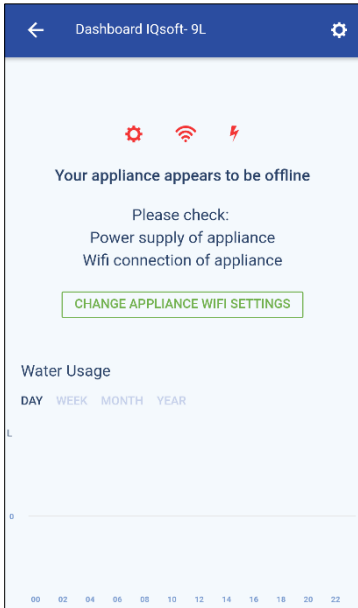 Dashboard IQsoft- 9L
Your appliance appears to be offline
Please check:
Power supply of appliance
Wifi connection of appliance
CHANGE APPLIANCE WIFI SETTINGS
Water Usage
DAY WEEK MONTH YEAR
L
0
00 02 04 06 08 10 12 14 16 18 20 22